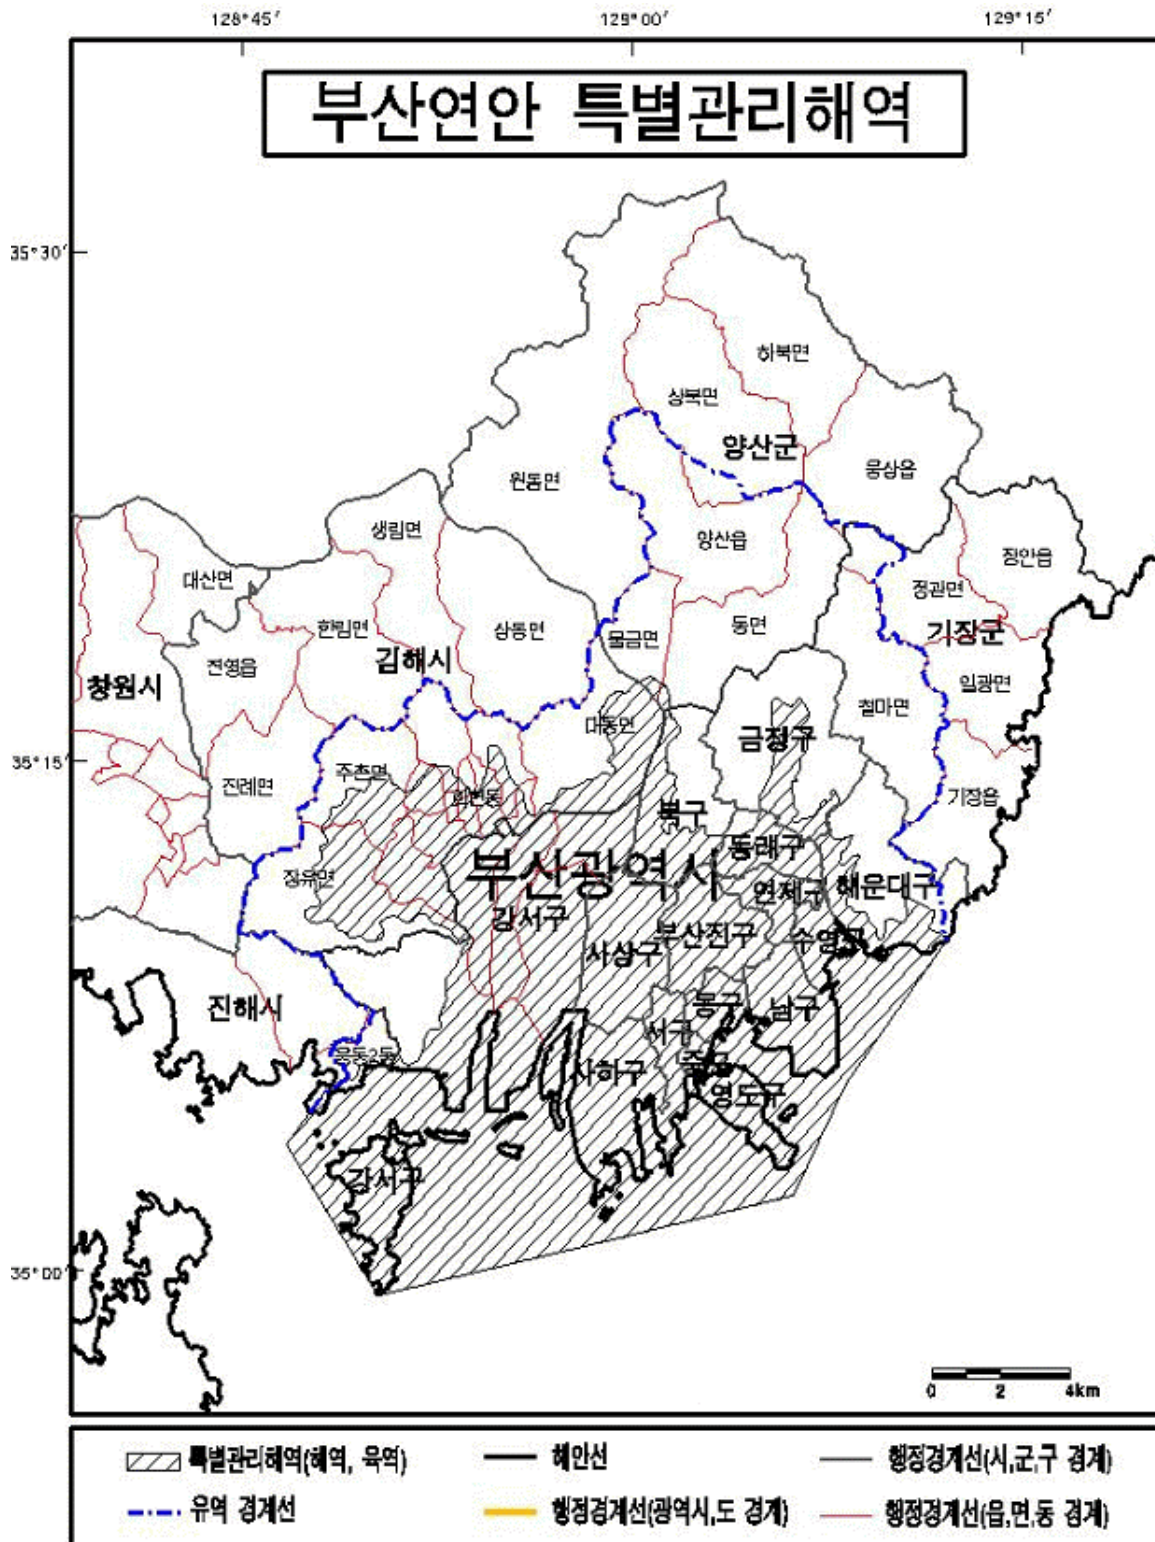 128°45′ 129°00′ 129°15′
부산연안 특별관리해역
35°30′
하북면
상북면
양산군
웅상읍
원동면
생림면
양산읍
장안읍
대산면
정관면
한림면
상동면
물금면
동면
기장군
김해시
진영읍
일광면
창원시
철마면
대동면
금정구
35°15′
주촌면
진례면
회현동
기장읍
북구
동래구
부산광역시
장유면
연제구
해운대구
강서구
부산진구
수영구
사상구
진해시
동구
남구
서구
웅동2동
중구
사하구
영도구
강서구
35°00′
0 2 4km
특별관리해역(해역, 육역)
해안선
행정경계선(시,군,구 경계)
유역 경계선
행정경계선(광역시,도 경계)
행정경계선(읍,면,동 경계)